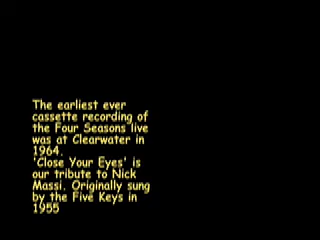 The earliest ever
cassette recording of
the Four Seasons live
was at Clearwater in
1964.
'Close Your Eyes' is
our tribute to Nick
Massi. Originally sung
by the Five Keys in
1955